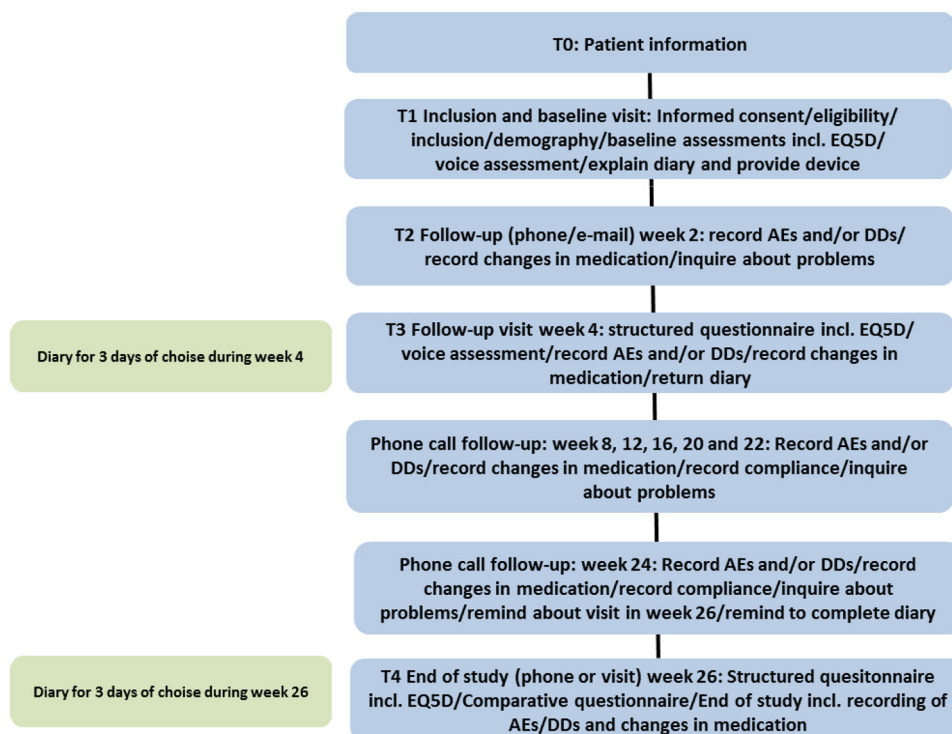 T0: Patient information
T1 Inclusion and baseline visit: Informed consent/eligibility/
inclusion/demography/baseline assessments incl. EQ5D/
voice assessment/explain diary and provide device
T2 Follow-up (phone/e-mail) week 2: record AEs and/or DDs/
record changes in medication/inquire about problems
Diary for 3 days of choise during week 4
T3 Follow-up visit week 4: structured questionnaire incl. EQ5D/
voice assessment/record AEs and/or DDs/record changes in
medication/return diary
Phone call follow-up: week 8, 12, 16, 20 and 22: Record AEs and/or
DDs/record changes in medication/record compliance/inquire
about problems
Phone call follow-up: week 24: Record AEs and/or DDs/record
changes in medication/record compliance/inquire about
problems/remind about visit in week 26/remind to complete diary
Diary for 3 days of choise during week 26
T4 End of study (phone or visit) week 26: Structured quesitonnaire
incl. EQ5D/Comparative questionnaire/End of study incl. recording of
AEs/DDs and changes in medication